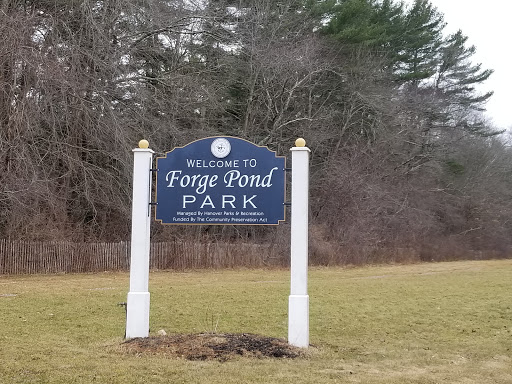 WELCOME TO
Forge Pond
PARK
Managed By Hanover Parks & Recreation
Funded By The Community Preservation Act